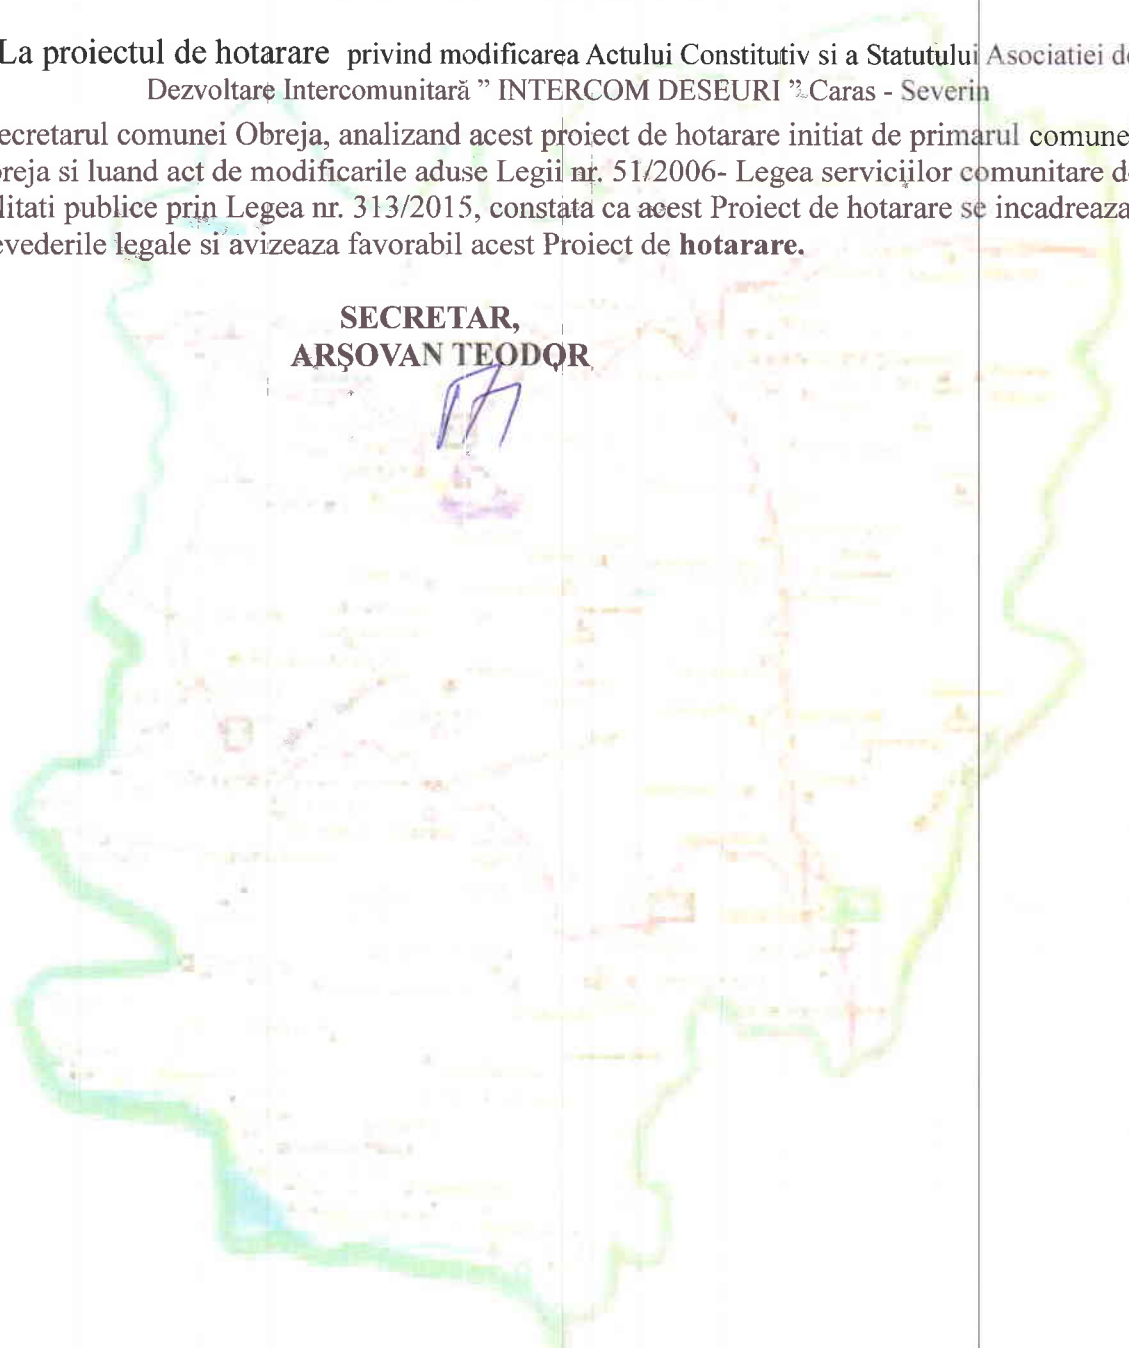 La proiectul de hotarare privind modificarea Actului Constitutiv si a Statutului Asociatiei de
Dezvoltare Intercomunitară ” INTERCOM DESEURI ” Caras - Severin
ecretarul comunei Obreja, analizand acest proiect de hotarare initiat de primarul comune
reja si luand act de modificarile aduse Legii nr. 51/2006- Legea serviciilor comunitare d
litati publice prin Legea nr. 313/2015, constata ca acest Proiect de hotarare se incadreaza
evederile legale si avizeaza favorabil acest Proiect de hotarare.
SECRETAR,
ARŞOVAN TEODOR